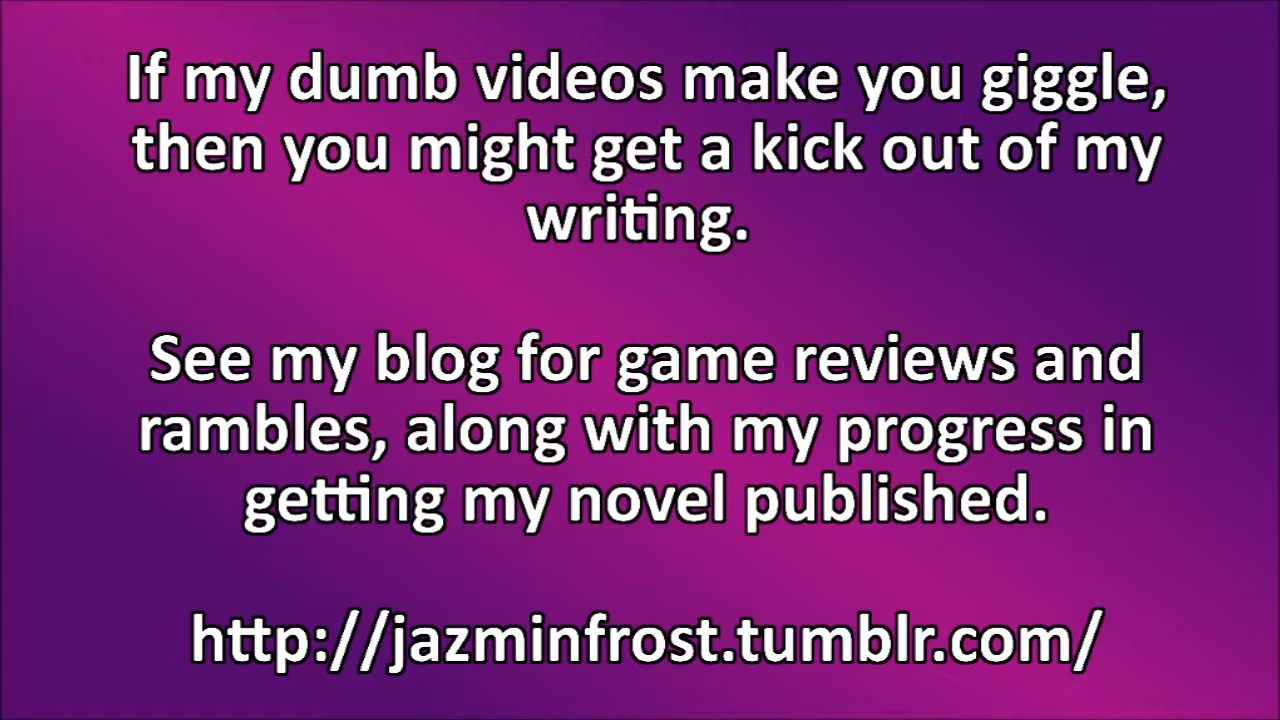 If my dumb videos make you giggle,
then you might get a kick out of my
writing.
See my blog for game reviews and
rambles, along with my progress in
getting my novel published.
http://jazminfrost.tumblr.com/